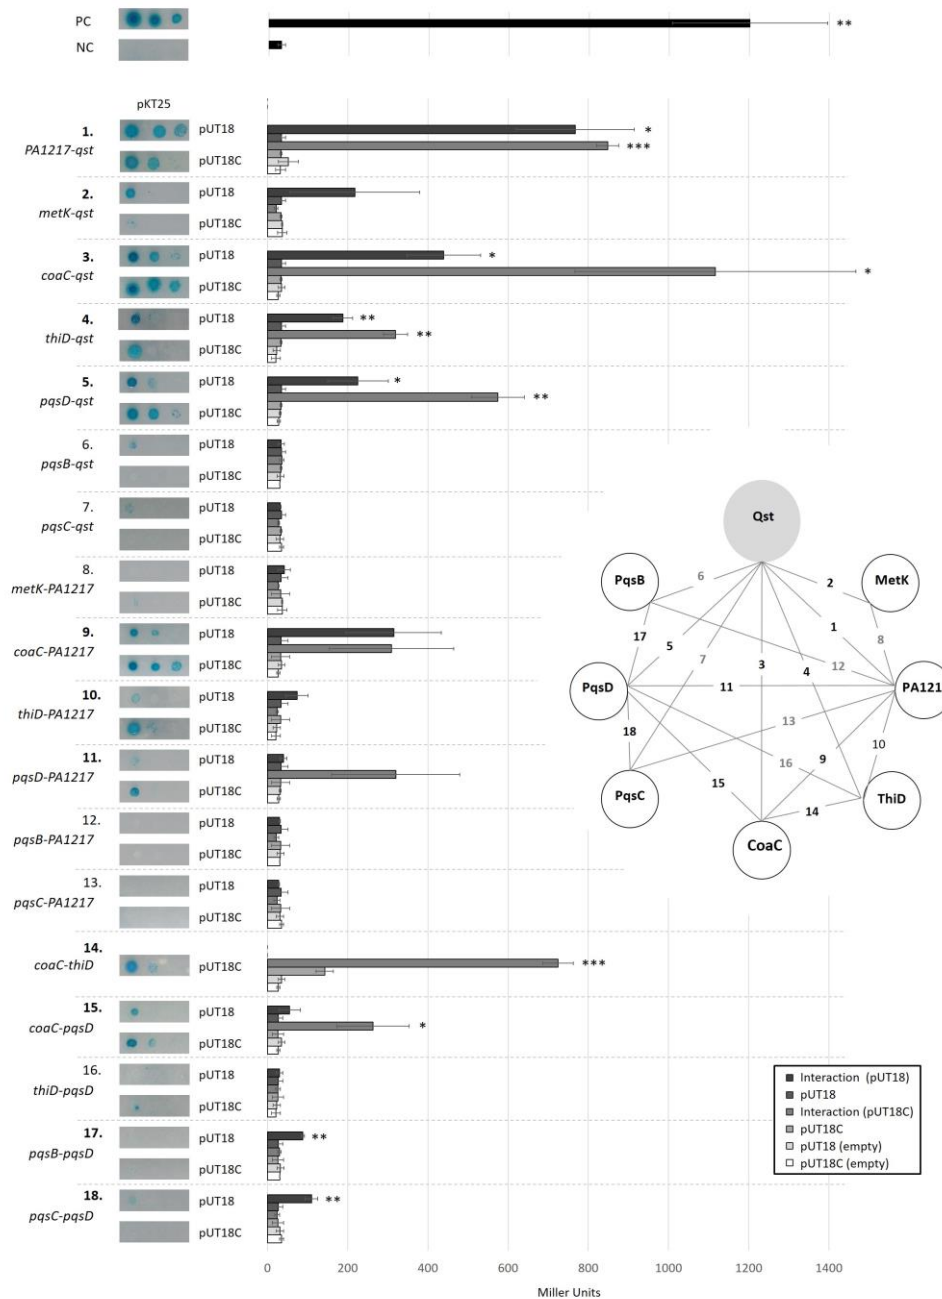 PC
**
NC
pKT25
1.
PA1217-qst
pUT18
*
***
pUT18C
2.
metK-qst
pUT18
pUT18C
3.
coaC-qst
pUT18
*
*
pUT18C
4.
thiD-qst
pUT18
**
**
pUT18C
5.
pqsD-qst
pUT18
*
**
pUT18C
6.
pqsB-qst
pUT18
pUT18C
7.
pqsC-qst
pUT18
pUT18C
8.
metK-PA1217
pUT18
pUT18C
9.
coaC-PA1217
pUT18
pUT18C
10.
thiD-PA1217
pUT18
pUT18C
11.
pqsD-PA1217
pUT18
pUT18C
12.
pqsB-PA1217
pUT18
pUT18C
13.
pqsC-PA1217
pUT18
pUT18C
14.
coaC-thiD
pUT18C
***
15.
coaC-pqsD
pUT18
*
pUT18C
16.
thiD-pqsD
pUT18
pUT18C
17.
pqsB-pqsD
pUT18
**
pUT18C
18.
pqsC-pqsD
pUT18
**
pUT18C
0 200 400 600 800 1000 1200 1400
Miller Units
Qst
PqsB
MetK
6
2
17
5
1
8
7
3
4
12
PqsD
11
PA121
18
13
16
9
10
PqsC
15
14
ThiD
CoaC
Interaction (pUT18)
pUT18
Interaction (pUT18C)
pUT18C
pUT18 (empty)
pUT18C (empty)